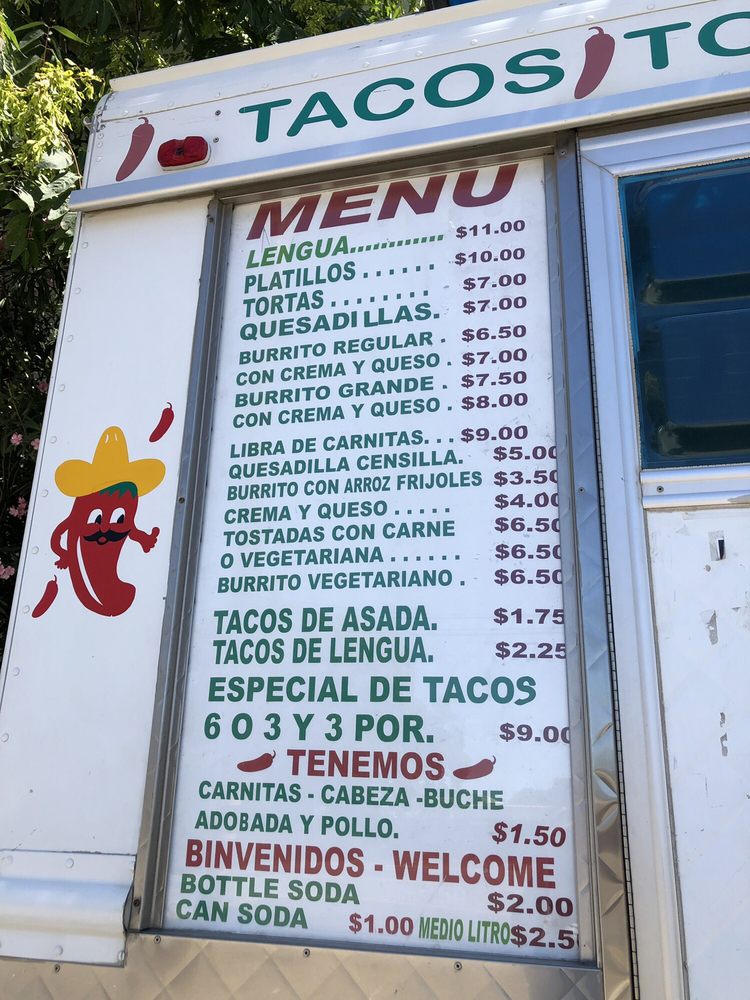 TACOS TO
MENU
LENGUA............ $11.00
PLATILLOS . . . . . . $10.00
TORTAS . . . . . . . . $7.00
QUESADILLAS. $7.00
BURRITO REGULAR . $6.50
CON CREMA Y QUESO . $7.00
BURRITO GRANDE . $7.50
CON CREMA Y QUESO . $8.00
LIBRA DE CARNITAS. . . $9.00
QUESADILLA CENSILLA. $5.00
BURRITO CON ARROZ FRIJOLES $3.50
CREMA Y QUESO . . . . . $4.00
TOSTADAS CON CARNE $6.50
O VEGETARIANA . . . . . . $6.50
BURRITO VEGETARIANO . $6.50
TACOS DE ASADA. $1.75
TACOS DE LENGUA. $2.25
ESPECIAL DE TACOS
6 O 3 Y 3 POR. $9.00
TENEMOS
CARNITAS - CABEZA -BUCHE
ADOBADA Y POLLO. $1.50
BINVENIDOS - WELCOME
BOTTLE SODA $2.00
CAN SODA $1.00 MEDIO LITRO $2.50